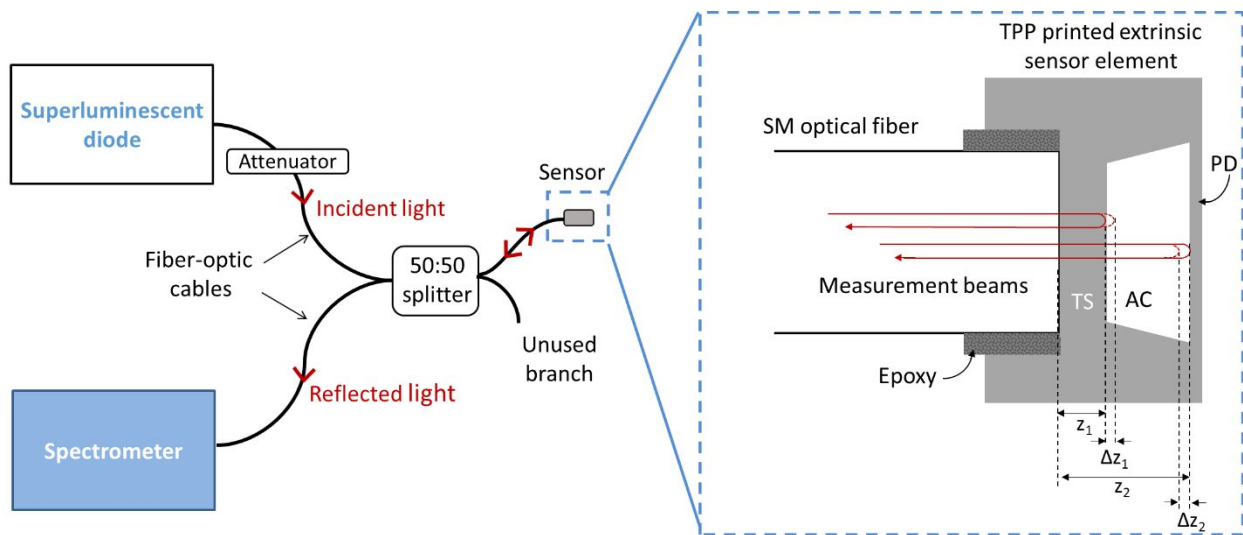 Superluminescent
diode
Attenuator
Incident light
Fiber-optic
cables
50:50
splitter
Sensor
Unused
branch
Reflected light
Spectrometer
TPP printed extrinsic
sensor element
SM optical fiber
PD
Measurement beams
TS
AC
Epoxy
z₁
Δz₁
z₂
Δz₂